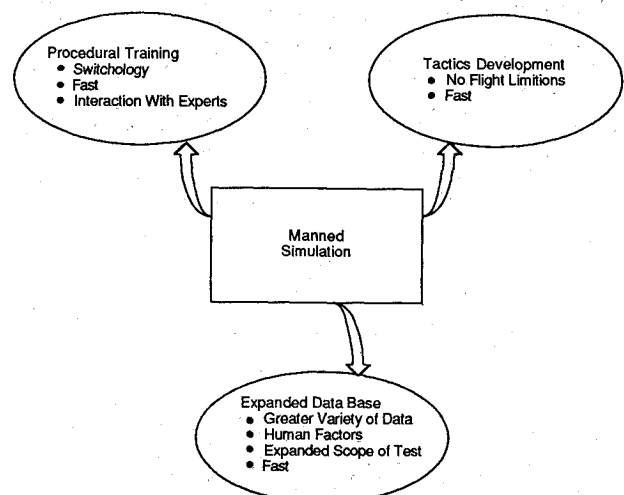 Procedural Training
• Switchology
• Fast
• Interaction With Experts
Tactics Development
• No Flight Limitions
• Fast
Manned
Simulation
Expanded Data Base
• Greater Variety of Data
• Human Factors
• Expanded Scope of Test
• Fast